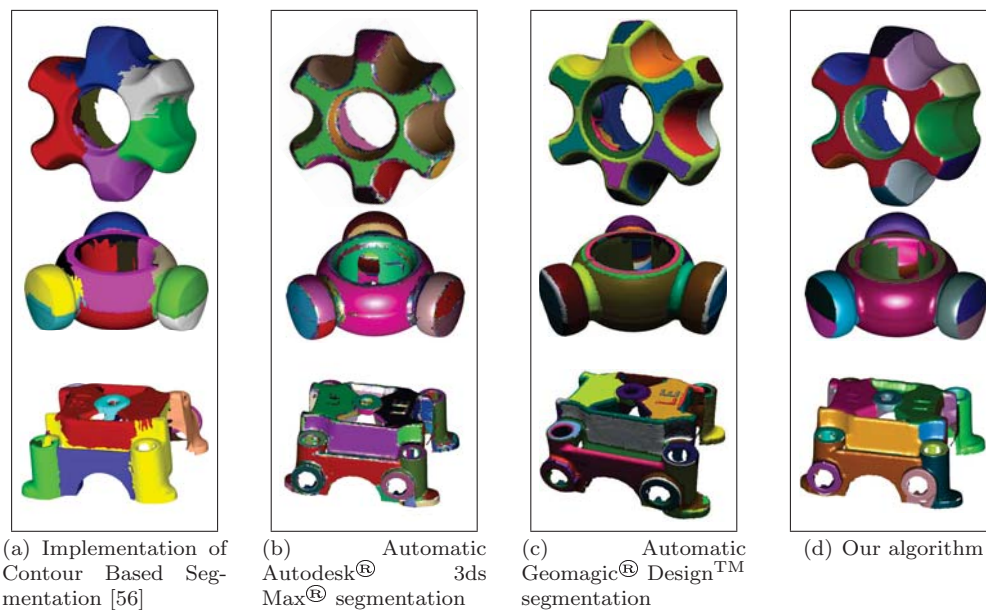 (a) Implementation of
Contour Based Seg-
mentation [56]
(b) Automatic
Autodesk® 3ds
Max® segmentation
(c) Automatic
Geomagic® Design™
segmentation
(d) Our algorithm